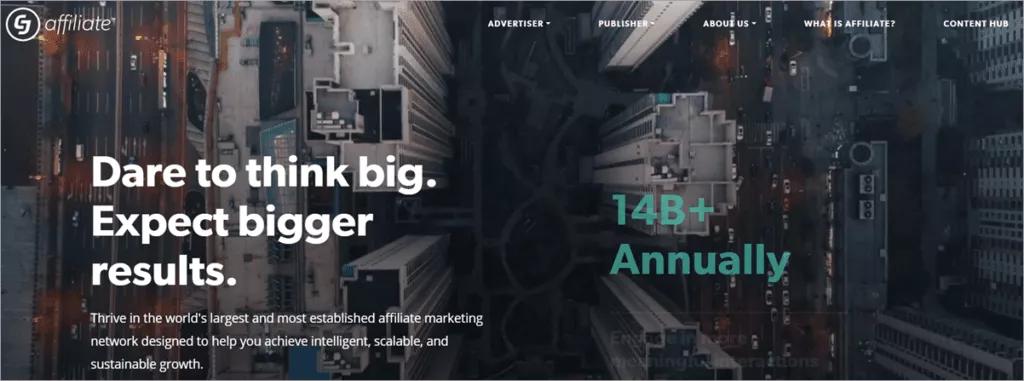 CJ affiliate
ADVERTISER
PUBLISHER
ABOUT US
WHAT IS AFFILIATE?
CONTENT HUB
Dare to think big.
Expect bigger
results.
Thrive in the world's largest and most established affiliate marketing
network designed to help you achieve intelligent, scalable, and
sustainable growth.
14B+
Annually
meaningful interactions